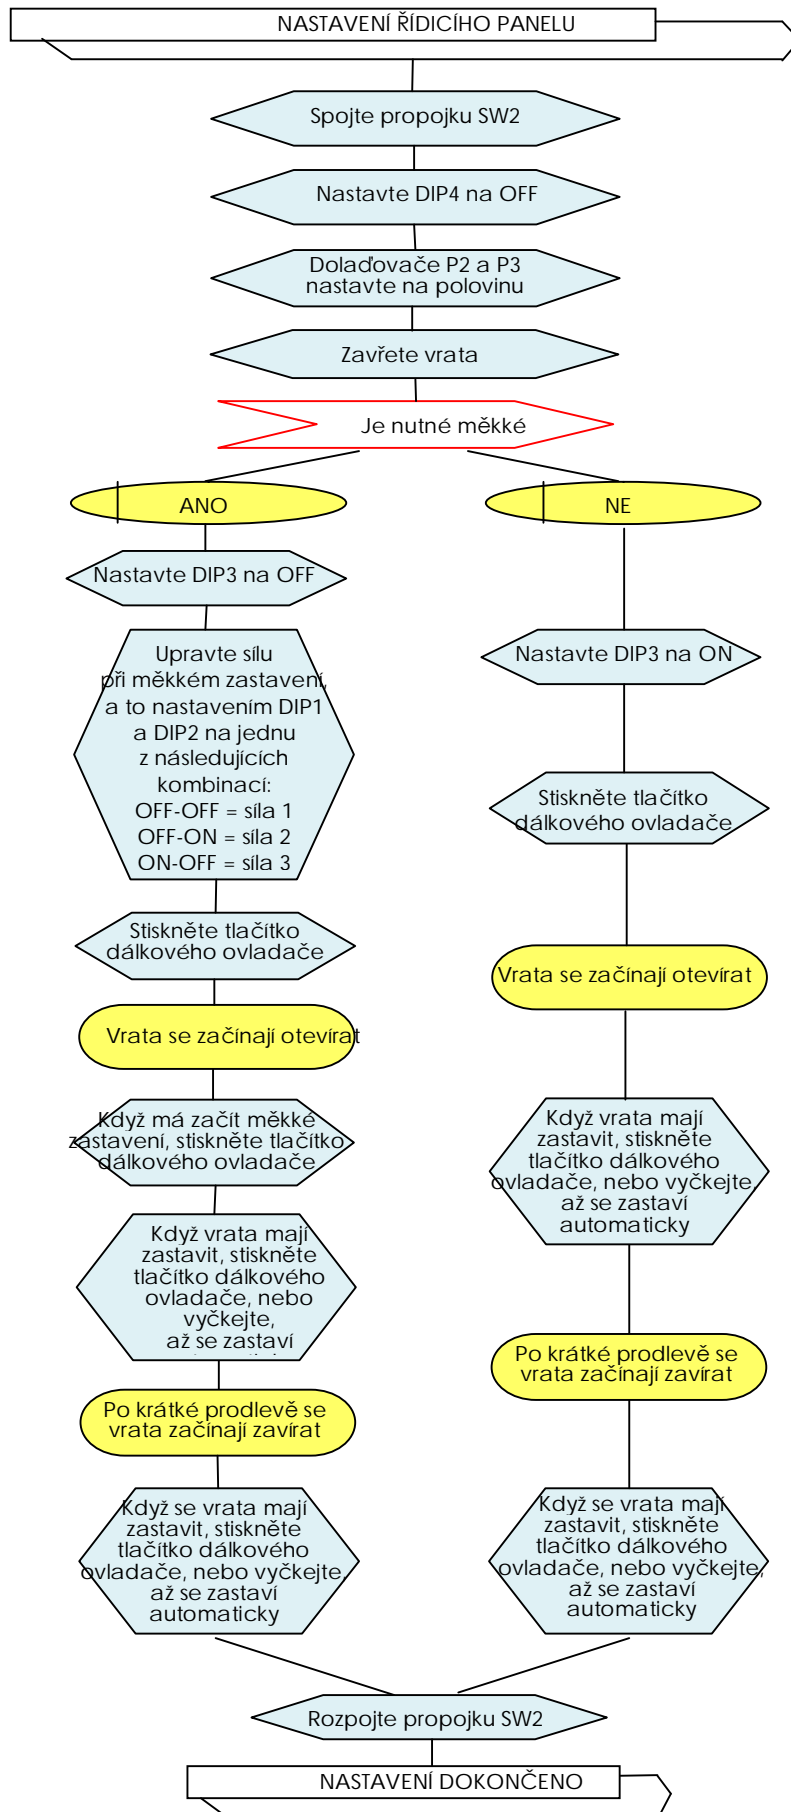 NASTAVENÍ ŘÍDICÍHO PANELU
Spojte propojku SW2
Nastavte DIP4 na OFF
Dolaďovače P2 a P3
nastavte na polovinu
Zavřete vrata
Je nutné měkké
ANO
Nastavte DIP3 na OFF
Upravte sílu
při měkkém zastavení,
a to nastavením DIP1
a DIP2 na jednu
z následujících
kombinací:
OFF-OFF = síla 1
OFF-ON = síla 2
ON-OFF = síla 3
Stiskněte tlačítko
dálkového ovladače
Vrata se začínají otevírat
Když má začít měkké
zastavení, stiskněte tlačítko
dálkového ovladače
Když vrata mají
zastavit, stiskněte
tlačítko dálkového
ovladače, nebo
vyčkejte,
až se zastaví
Po krátké prodlevě se
vrata začínají zavírat
Když se vrata mají
zastavit, stiskněte
tlačítko dálkového
ovladače, nebo vyčkejte,
až se zastaví
automaticky
NE
Nastavte DIP3 na ON
Stiskněte tlačítko
dálkového ovladače
Vrata se začínají otevírat
Když vrata mají
zastavit, stiskněte
tlačítko dálkového
ovladače, nebo vyčkejte,
až se zastaví
automaticky
Po krátké prodlevě se
vrata začínají zavírat
Když se vrata mají
zastavit, stiskněte
tlačítko dálkového
ovladače, nebo vyčkejte,
až se zastaví
automaticky
Rozpojte propojku SW2
NASTAVENÍ DOKONČENO